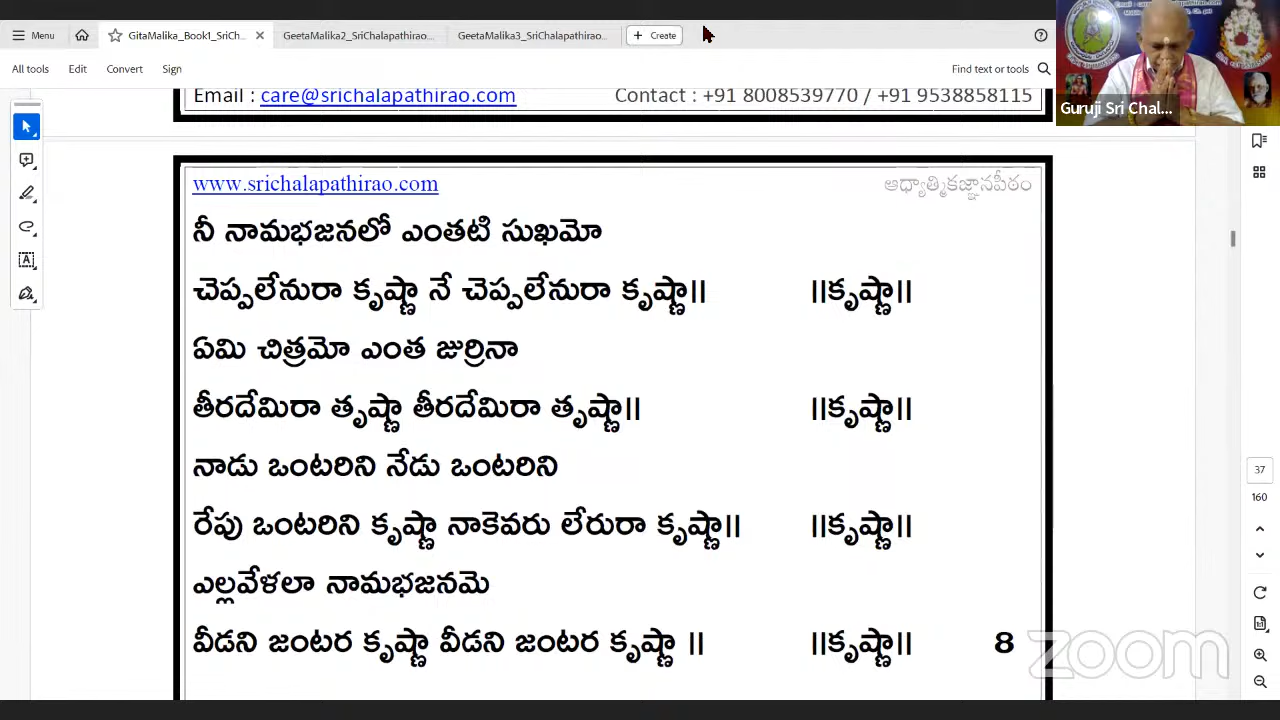 Menu
GitaMalika_Book1_SriCh...
GeetaMalika2_SriChalapathirao...
GeetaMalika3_SriChalapathirao...
+ Create
All tools
Edit
Convert
Sign
Find text or tools
Guruji Sri Chal...
Email : care@srichalapathirao.com
Contact : +91 8008539770 / +91 9538858115
www.srichalapathirao.com
ఆధ్యాత్మికజ్ఞానపీఠం
నీ నామభజనలో ఎంతటి సుఖమో
చెప్పలేనురా కృష్ణా నే చెప్పలేనురా కృష్ణా॥ ॥కృష్ణా॥
ఏమి చిత్రమో ఎంత జుర్రినా
తీరదేమిరా తృష్ణా తీరదేమిరా తృష్ణా॥ ॥కృష్ణా॥
నాడు ఒంటరిని నేడు ఒంటరిని
రేపు ఒంటరిని కృష్ణా నాకెవరు లేరురా కృష్ణా॥ ॥కృష్ణా॥
ఎల్లవేళలా నామభజనమె
వీడని జంటర కృష్ణా వీడని జంటర కృష్ణా ॥ ॥కృష్ణా॥ 8
37
160
zoom